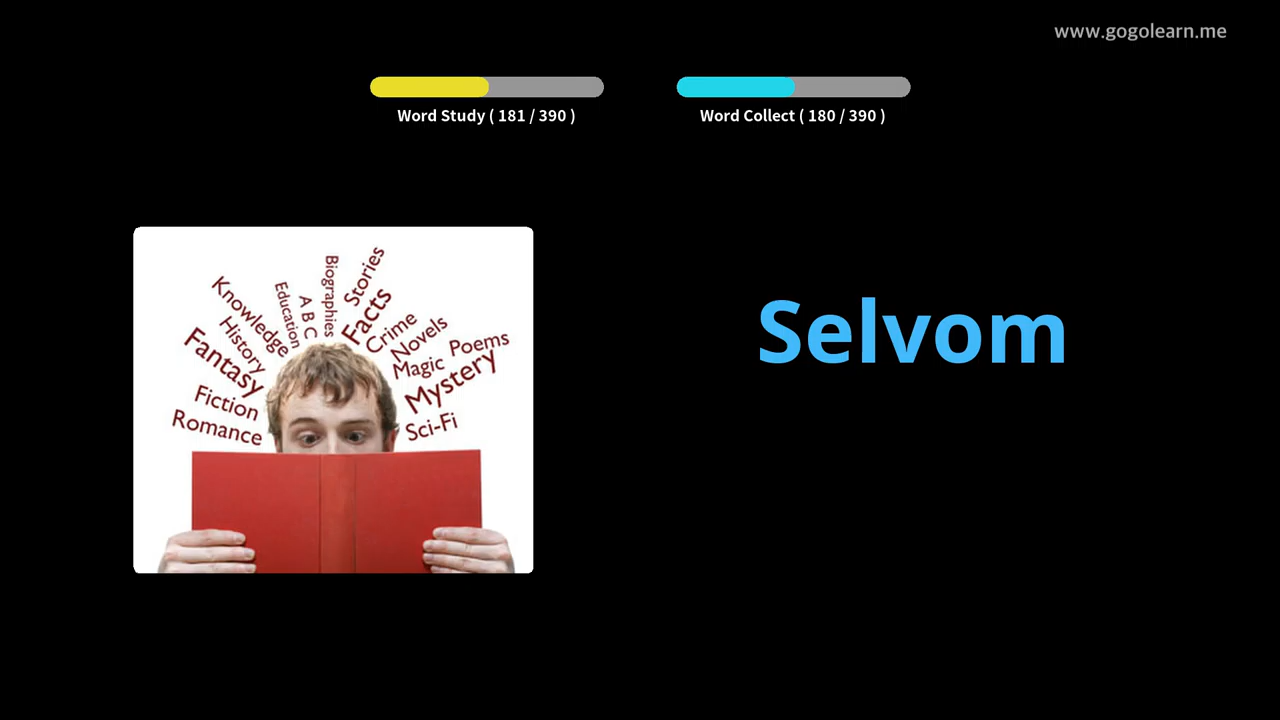 www.gogolearn.me
Word Study ( 181 / 390 )
Word Collect ( 180 / 390 )
Selvom
Romance
Fiction
Fantasy
History
Knowledge
Education
A B C
Biographies
Stories
Facts
Crime
Novels
Magic
Poems
Mystery
Sci-Fi